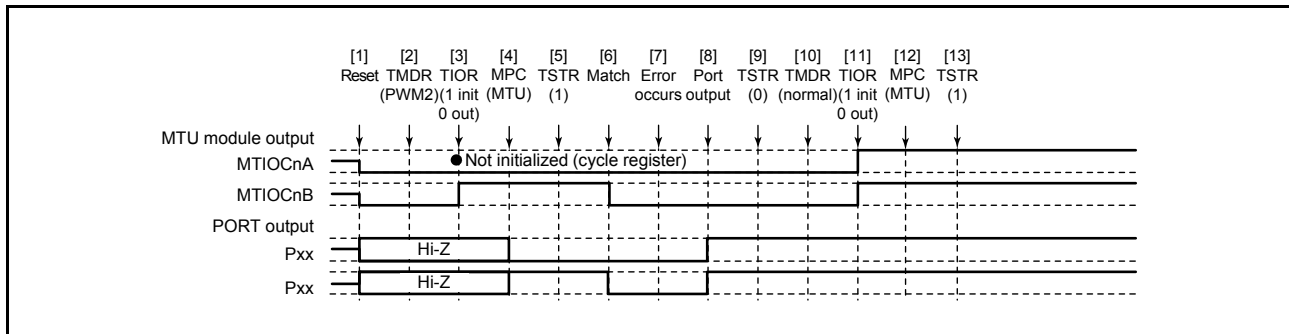 [1] [2] [3] [4] [5] [6] [7] [8] [9] [10] [11] [12] [13]
Reset TMDR TIOR MPC TSTR Match Error Port TSTR TMDR TIOR MPC TSTR
(PWM2) (1 init (MTU) (1) occurs output (0) (normal) (1 init (MTU) (1)
0 out) 0 out)
MTU module output
MTIOCnA
● Not initialized (cycle register)
MTIOCnB
PORT output
Pxx
Hi-Z
Pxx
Hi-Z